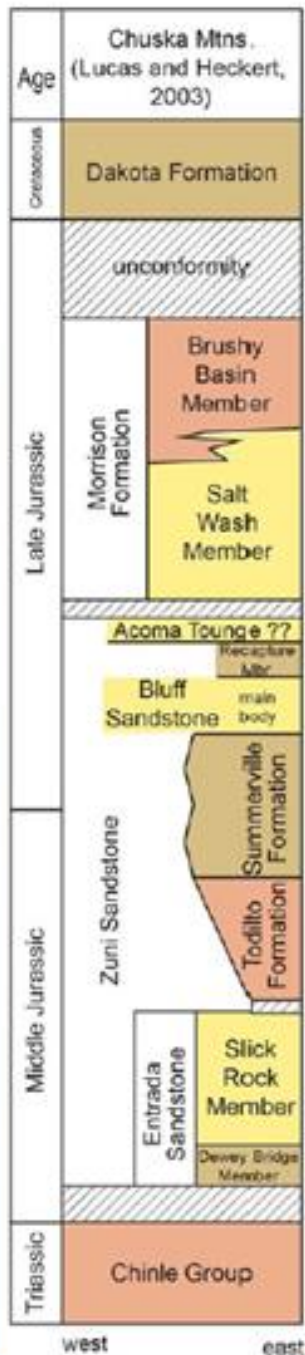 Age
Chuska Mtns.
(Lucas and Heckert,
2003)
Cretaceous
Dakota Formation
unconformity
Late Jurassic
Morrison
Formation
Brushy
Basin
Member
Salt
Wash
Member
Acoma Tounge ??
Recapture
Mbr
Bluff
Sandstone
main
body
Zuni Sandstone
Summerville
Formation
Todilto
Formation
Middle Jurassic
Entrada
Sandstone
Slick
Rock
Member
Dewey Bridge
Member
Triassic
Chinle Group
west
east